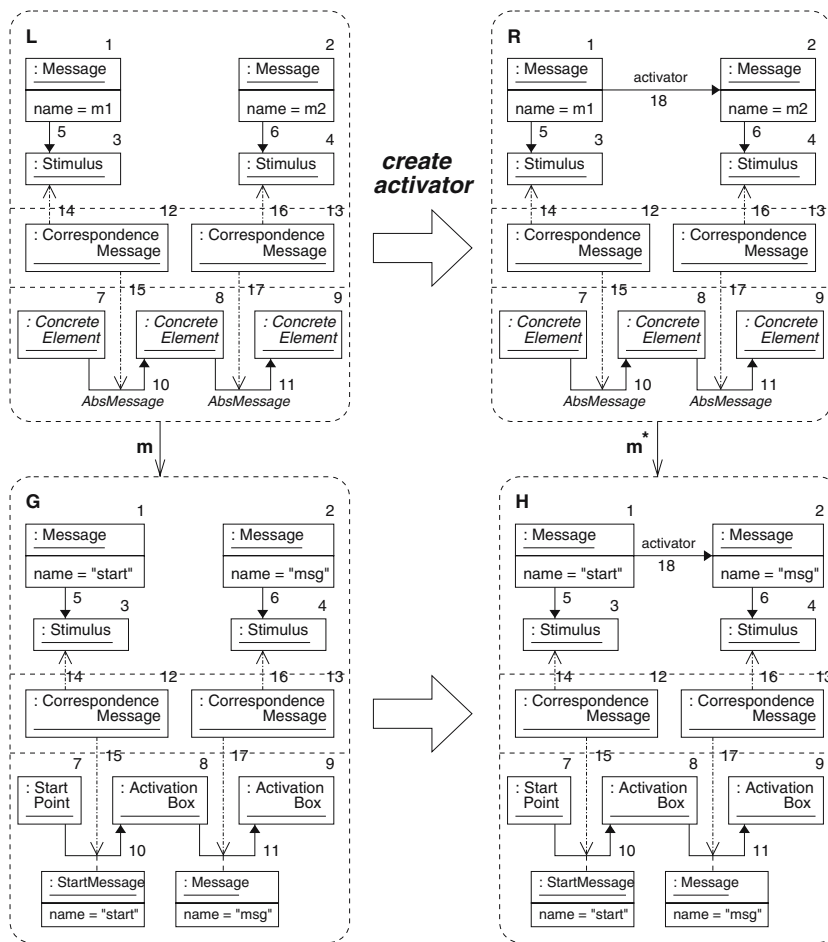 L
1
2
: Message
: Message
name = m1
name = m2
5
3
6
4
: Stimulus
: Stimulus
14
12
16
13
: Correspondence
Message
: Correspondence
Message
15
17
7
8
9
: Concrete
Element
: Concrete
Element
: Concrete
Element
10
11
AbsMessage
AbsMessage
create
activator
R
1
2
: Message
activator
: Message
name = m1
18
name = m2
5
3
6
4
: Stimulus
: Stimulus
14
12
16
13
: Correspondence
Message
: Correspondence
Message
15
17
7
8
9
: Concrete
Element
: Concrete
Element
: Concrete
Element
10
11
AbsMessage
AbsMessage
m
m*
G
1
2
: Message
: Message
name = "start"
name = "msg"
5
3
6
4
: Stimulus
: Stimulus
14
12
16
13
: Correspondence
Message
: Correspondence
Message
15
17
7
8
9
: Start
Point
: Activation
Box
: Activation
Box
10
11
: StartMessage
: Message
name = "start"
name = "msg"
H
1
2
: Message
activator
: Message
name = "start"
18
name = "msg"
5
3
6
4
: Stimulus
: Stimulus
14
12
16
13
: Correspondence
Message
: Correspondence
Message
15
17
7
8
9
: Start
Point
: Activation
Box
: Activation
Box
10
11
: StartMessage
: Message
name = "start"
name = "msg"